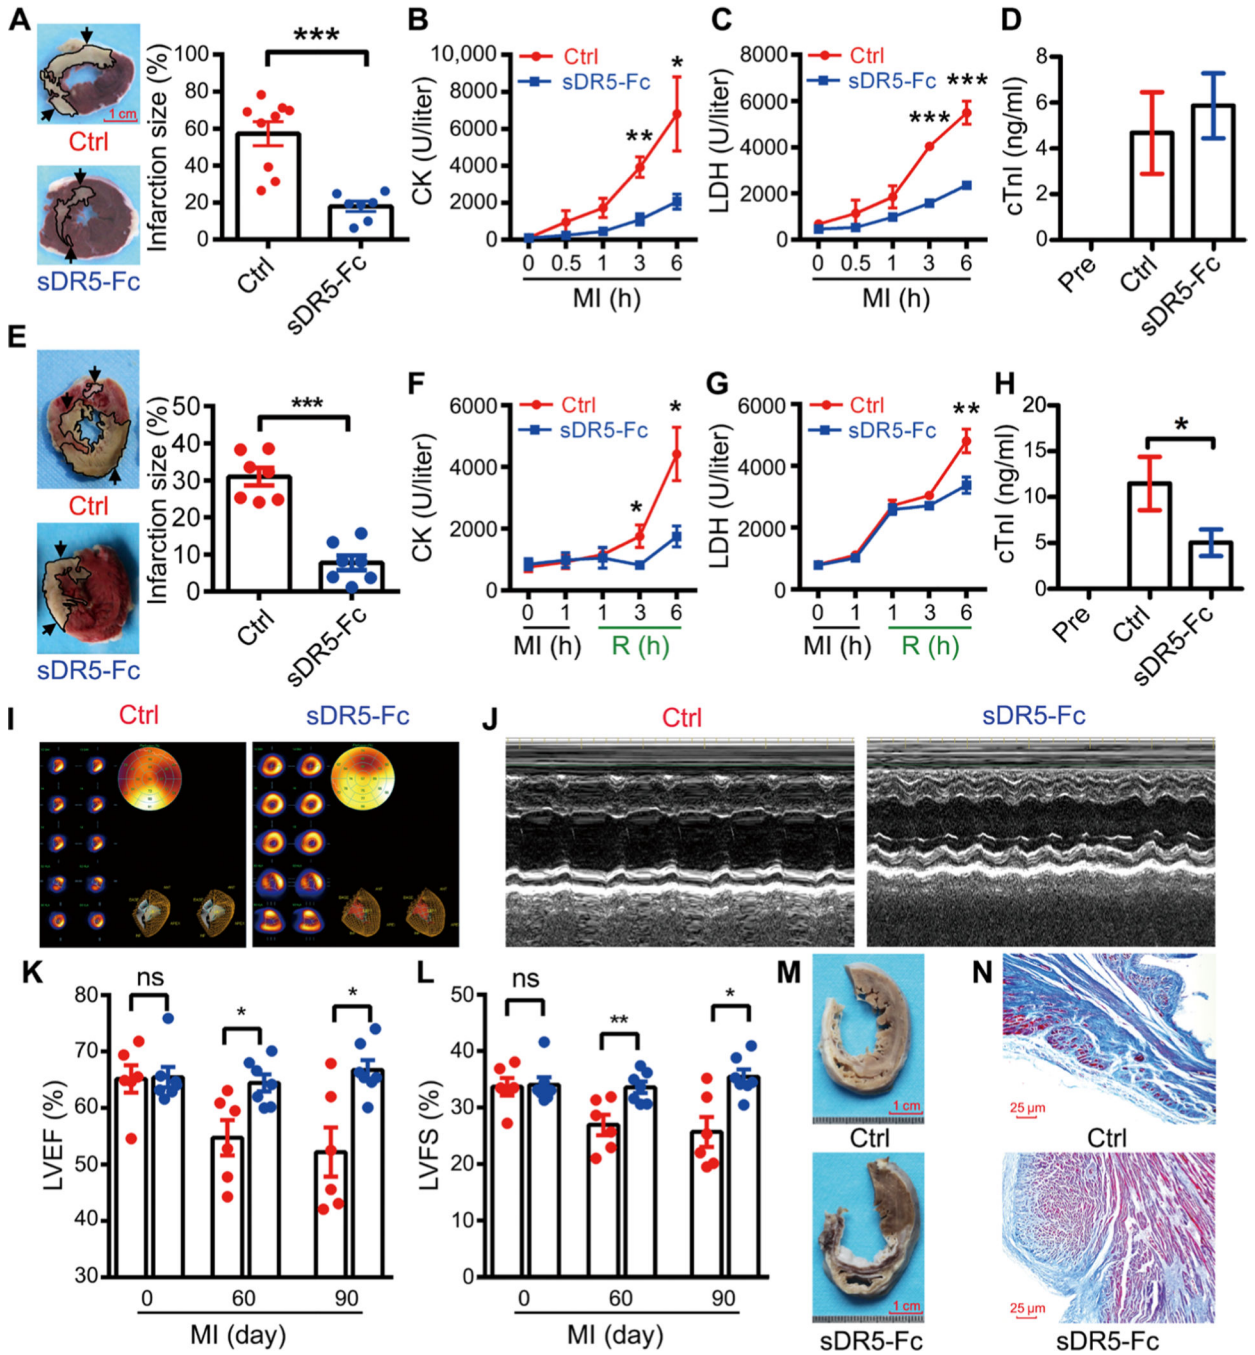 A
1 cm
Ctrl
sDR5-Fc
Infarction size (%)
100
80
60
40
20
0
***
Ctrl
sDR5-Fc
B
CK (U/liter)
10,000
8000
6000
4000
2000
0
Ctrl
sDR5-Fc
**
*
0 0.5 1 3 6
MI (h)
C
LDH (U/liter)
8000
6000
4000
2000
0
Ctrl
sDR5-Fc
***
***
0 0.5 1 3 6
MI (h)
D
cTnI (ng/ml)
8
6
4
2
0
Pre
Ctrl
sDR5-Fc
E
Ctrl
sDR5-Fc
Infarction size (%)
50
40
30
20
10
0
***
Ctrl
sDR5-Fc
F
CK (U/liter)
6000
4000
2000
0
Ctrl
sDR5-Fc
*
*
0 1 1 3 6
MI (h) R (h)
G
LDH (U/liter)
6000
4000
2000
0
Ctrl
sDR5-Fc
**
0 1 1 3 6
MI (h) R (h)
H
cTnI (ng/ml)
20
15
10
5
0
*
Pre
Ctrl
sDR5-Fc
I
Ctrl
sDR5-Fc
J
Ctrl
sDR5-Fc
K
LVEF (%)
80
70
60
50
40
30
ns
*
*
0 60 90
MI (day)
L
LVFS (%)
50
40
30
20
10
0
ns
**
*
0 60 90
MI (day)
M
1 cm
Ctrl
1 cm
sDR5-Fc
N
25 µm
Ctrl
25 µm
sDR5-Fc